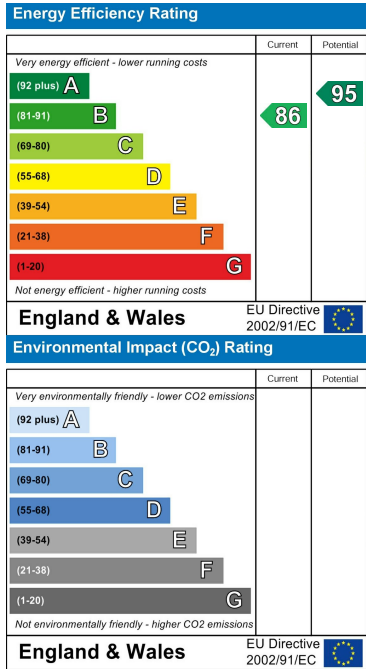 Energy Efficiency Rating
Current Potential
Very energy efficient - lower running costs
(92 plus) A
95
(81-91) B
86
(69-80) C
(55-68) D
(39-54) E
(21-38) F
(1-20) G
Not energy efficient - higher running costs
England & Wales
EU Directive
2002/91/EC
Environmental Impact (CO₂) Rating
Current Potential
Very environmentally friendly - lower CO2 emissions
(92 plus) A
(81-91) B
(69-80) C
(55-68) D
(39-54) E
(21-38) F
(1-20) G
Not environmentally friendly - higher CO2 emissions
England & Wales
EU Directive
2002/91/EC